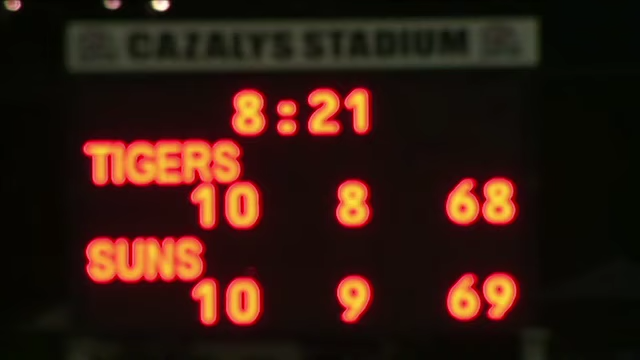 CAZALYS STADIUM
8:21
TIGERS
10 8 68
SUNS
10 9 69